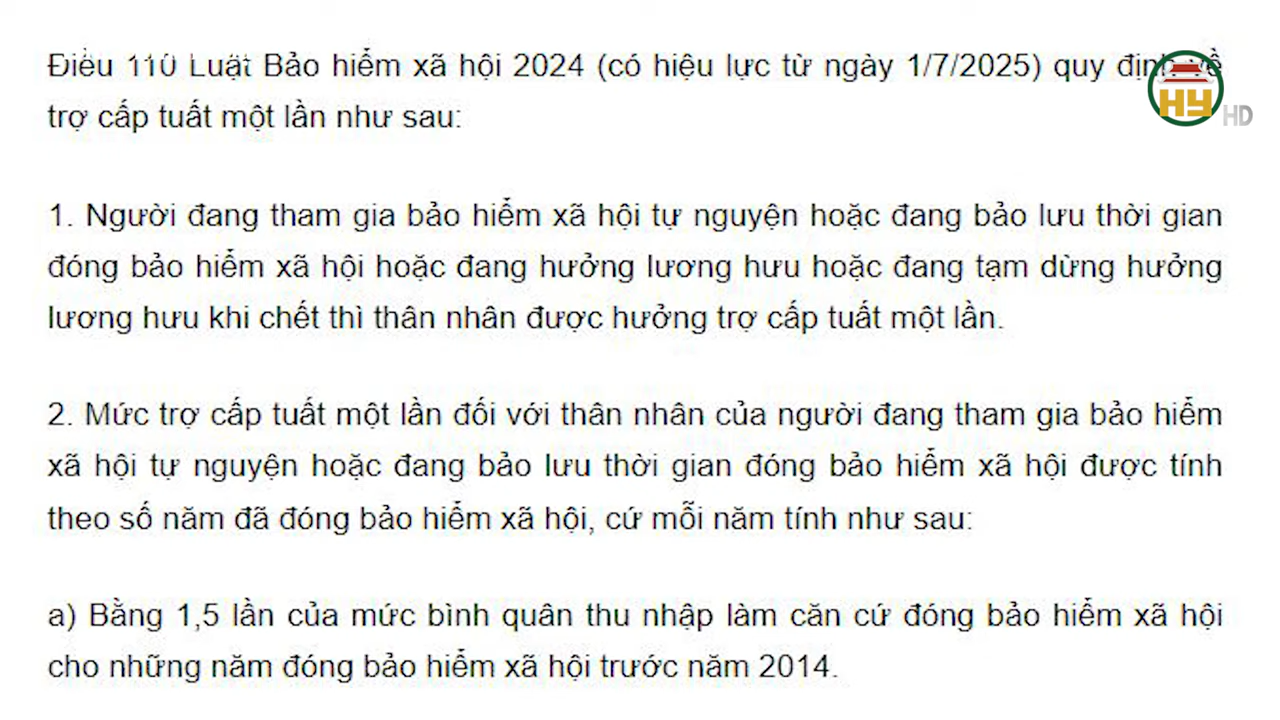 Điều 110 Luật Bảo hiểm xã hội 2024 (có hiệu lực từ ngày 1/7/2025) quy định về
trợ cấp tuất một lần như sau:
HY HD
1. Người đang tham gia bảo hiểm xã hội tự nguyện hoặc đang bảo lưu thời gian
đóng bảo hiểm xã hội hoặc đang hưởng lương hưu hoặc đang tạm dừng hưởng
lương hưu khi chết thì thân nhân được hưởng trợ cấp tuất một lần.
2. Mức trợ cấp tuất một lần đối với thân nhân của người đang tham gia bảo hiểm
xã hội tự nguyện hoặc đang bảo lưu thời gian đóng bảo hiểm xã hội được tính
theo số năm đã đóng bảo hiểm xã hội, cứ mỗi năm tính như sau:
a) Bằng 1,5 lần của mức bình quân thu nhập làm căn cứ đóng bảo hiểm xã hội
cho những năm đóng bảo hiểm xã hội trước năm 2014.